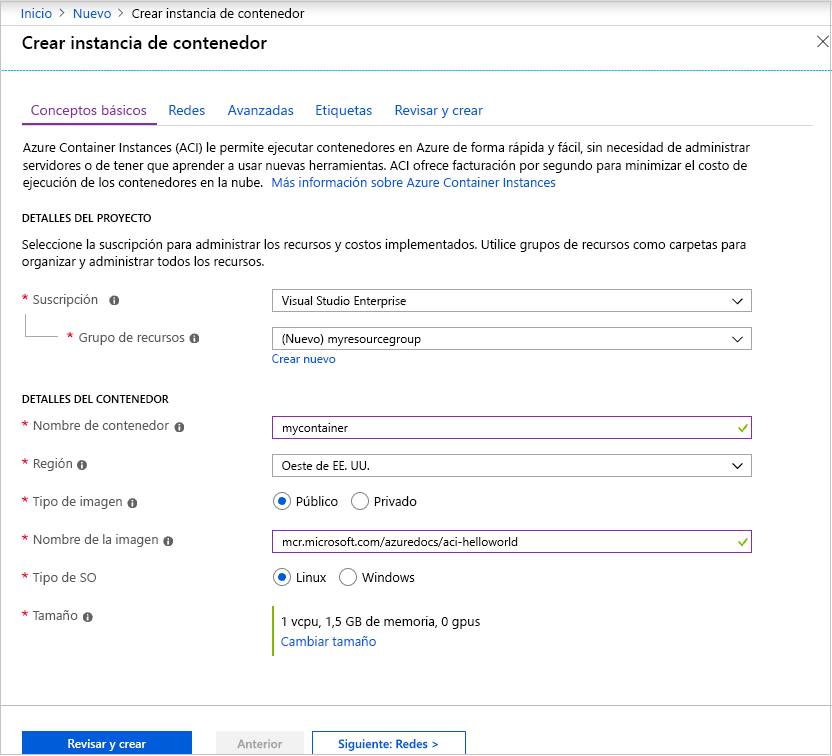 Inicio > Nuevo > Crear instancia de contenedor
Crear instancia de contenedor
Conceptos básicos Redes Avanzadas Etiquetas Revisar y crear
Azure Container Instances (ACI) le permite ejecutar contenedores en Azure de forma rápida y fácil, sin necesidad de administrar
servidores o de tener que aprender a usar nuevas herramientas. ACI ofrece facturación por segundo para minimizar el costo de
ejecución de los contenedores en la nube. Más información sobre Azure Container Instances
DETALLES DEL PROYECTO
Seleccione la suscripción para administrar los recursos y costos implementados. Utilice grupos de recursos como carpetas para
organizar y administrar todos los recursos.
* Suscripción Visual Studio Enterprise
* Grupo de recursos (Nuevo) myresourcegroup
Crear nuevo
DETALLES DEL CONTENEDOR
* Nombre de contenedor mycontainer
* Región Oeste de EE. UU.
* Tipo de imagen Público Privado
* Nombre de la imagen mcr.microsoft.com/azuredocs/aci-helloworld
* Tipo de SO Linux Windows
* Tamaño 1 vcpu, 1,5 GB de memoria, 0 gpus
Cambiar tamaño
Revisar y crear Anterior Siguiente: Redes >